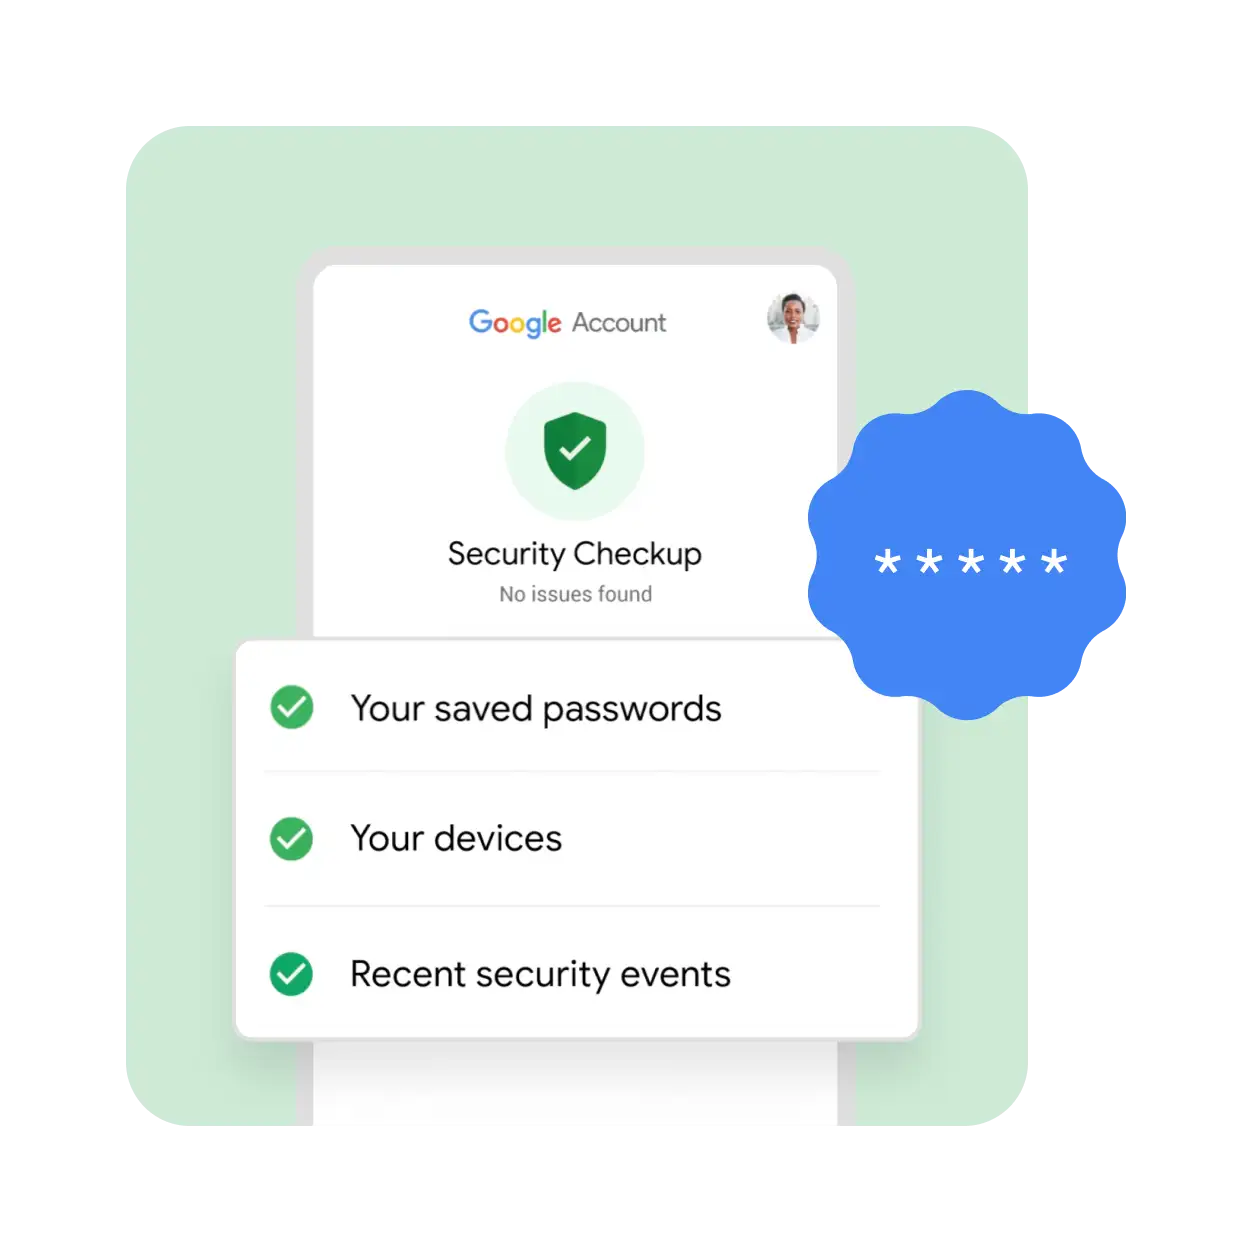 Google Account
Security Checkup
No issues found
*****
Your saved passwords
Your devices
Recent security events